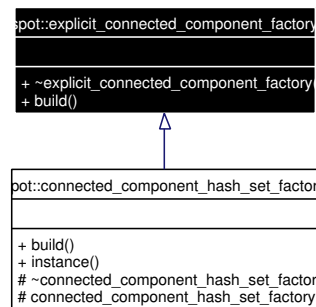 spot::explicit_connected_component_factory
+ ~explicit_connected_component_factory(
+ build()
pot::connected_component_hash_set_factor
+ build()
+ instance()
# ~connected_component_hash_set_factor
# connected_component_hash_set_factory